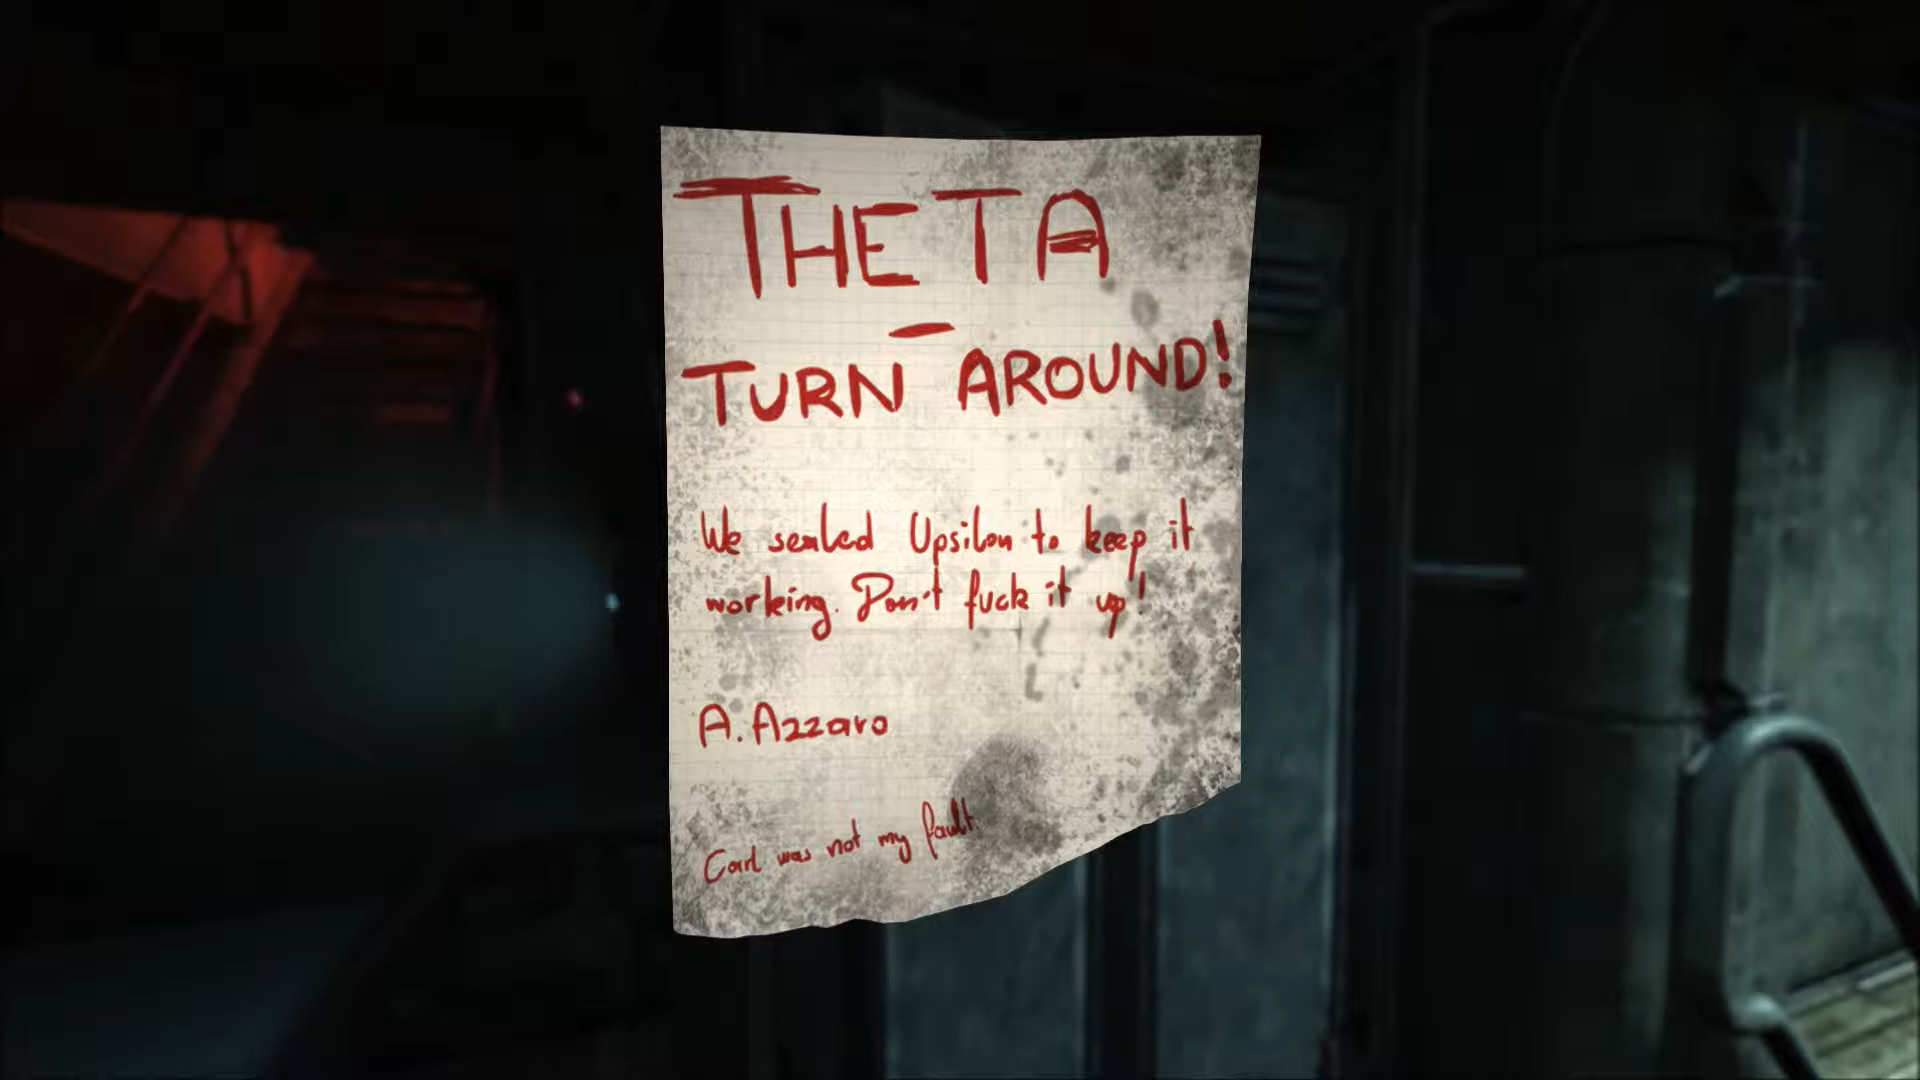 THETA
-
TURN AROUND!
We sealed Upsilon to keep it
working. Don't fuck it up!
A. Azzaro
Carl was not my fault